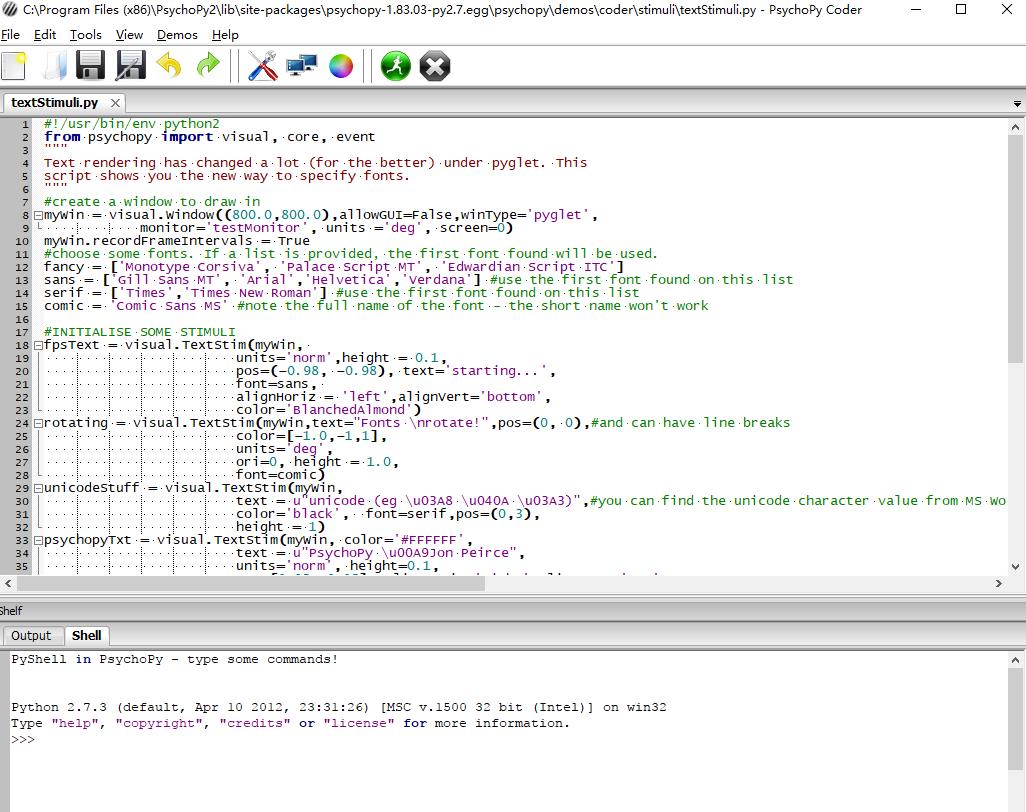 C:\Program Files (x86)\PsychoPy2\lib\site-packages\psychopy-1.83.03-py2.7.egg\psychopy\demos\coder\stimuli\textStimuli.py - PsychoPy Coder
File Edit Tools View Demos Help
textStimuli.py
1 #!/usr/bin/env python2
2 from psychopy import visual, core, event
3 """
4 Text rendering has changed a lot (for the better) under pyglet. This
5 script shows you the new way to specify fonts.
6 """
7 #create a window to draw in
8 myWin = visual.Window((800.0,800.0),allowGUI=False,winType='pyglet',
9             monitor='testMonitor', units ='deg', screen=0)
10 myWin.recordFrameIntervals = True
11 #choose some fonts. If a list is provided, the first font found will be used.
12 fancy = ['Monotype Corsiva', 'Palace Script MT', 'Edwardian Script ITC']
13 sans = ['Gill Sans MT', 'Arial','Helvetica','Verdana'] #use the first font found on this list
14 serif = ['Times','Times New Roman'] #use the first font found on this list
15 comic = 'Comic Sans MS' #note the full name of the font - the short name won't work
16
17 #INITIALISE SOME STIMULI
18 fpsText = visual.TextStim(myWin,
19                         units='norm',height = 0.1,
20                         pos=(-0.98, -0.98), text='starting...',
21                         font=sans,
22                         alignHoriz = 'left',alignVert='bottom',
23                         color='BlanchedAlmond')
24 rotating = visual.TextStim(myWin,text="Fonts \nrotate!",pos=(0, 0),#and can have line breaks
25                         color=[-1.0,-1,1],
26                         units='deg',
27                         ori=0, height = 1.0,
28                         font=comic)
29 unicodeStuff = visual.TextStim(myWin,
30                         text = u"unicode (eg \u03A8 \u040A \u03A3)",#you can find the unicode character value from MS Wo
31                         color='black',  font=serif,pos=(0,3),
32                         height = 1)
33 psychopyTxt = visual.TextStim(myWin, color='#FFFFFF',
34                         text = u"PsychoPy \u00A9Jon Peirce",
35                         units='norm', height=0.1,
Shelf
Output Shell
PyShell in PsychoPy - type some commands!
Python 2.7.3 (default, Apr 10 2012, 23:31:26) [MSC v.1500 32 bit (Intel)] on win32
Type "help", "copyright", "credits" or "license" for more information.
>>>